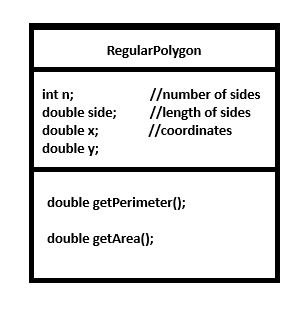 RegularPolygon
int n; //number of sides
double side; //length of sides
double x; //coordinates
double y;
double getPerimeter();
double getArea();